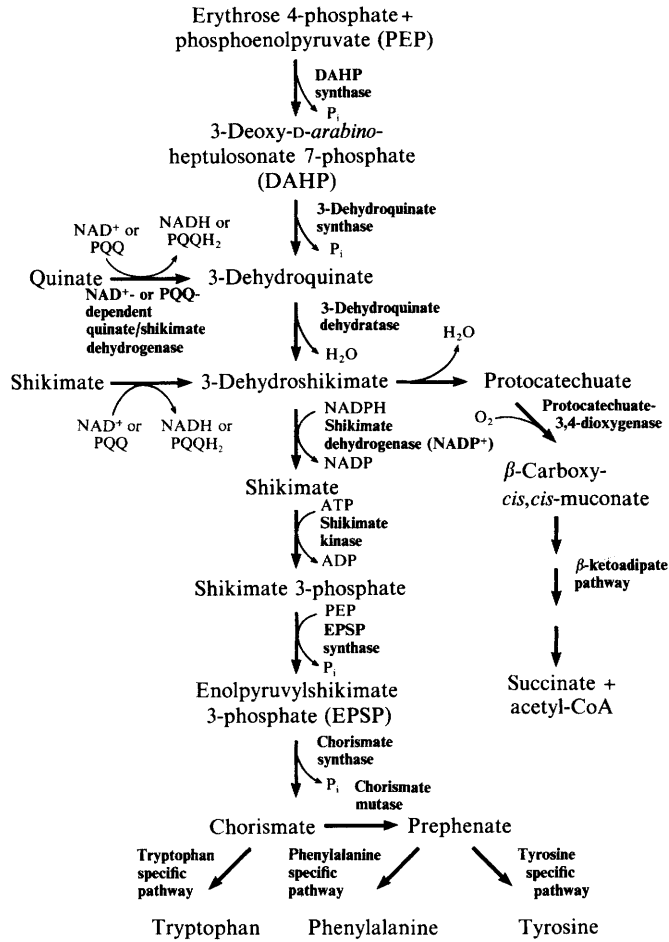 Erythrose 4-phosphate +
phosphoenolpyruvate (PEP)
DAHP
synthase
Pi
3-Deoxy-D-arabino-
heptulosonate 7-phosphate
(DAHP)
3-Dehydroquinate
synthase
Pi
NAD+ or
PQQ
NADH or
PQQH2
Quinate
3-Dehydroquinate
NAD+- or PQQ-
dependent
quinate/shikimate
dehydrogenase
3-Dehydroquinate
dehydratase
H2O
H2O
Shikimate
3-Dehydroshikimate
Protocatechuate
NAD+ or
PQQ
NADH or
PQQH2
NADPH
Shikimate
dehydrogenase (NADP+)
NADP
O2
Protocatechuate-
3,4-dioxygenase
β-Carboxy-
cis,cis-muconate
Shikimate
ATP
Shikimate
kinase
ADP
β-ketoadipate
pathway
Shikimate 3-phosphate
PEP
EPSP
synthase
Pi
Succinate +
acetyl-CoA
Enolpyruvylshikimate
3-phosphate (EPSP)
Chorismate
synthase
Pi
Chorismate
mutase
Chorismate
Prephenate
Tryptophan
specific
pathway
Phenylalanine
specific
pathway
Tyrosine
specific
pathway
Tryptophan
Phenylalanine
Tyrosine